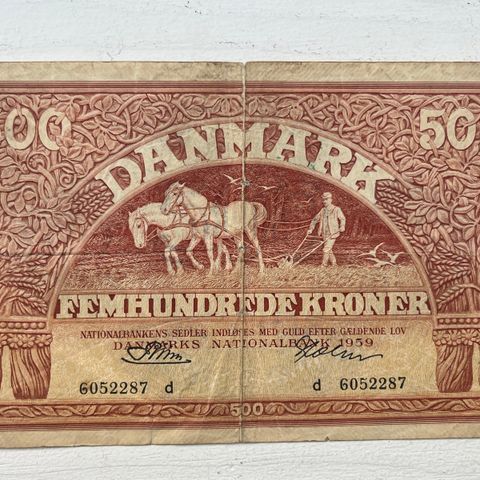 00
50
DANMARK
FEMHUNDREDE KRONER
NATIONALBANKENS SEDLER INDLØSES MED GULD EFTER GÆLDENDE LOV
DANMARKS NATIONALBANK 1959
6052287 d
d 6052287
500